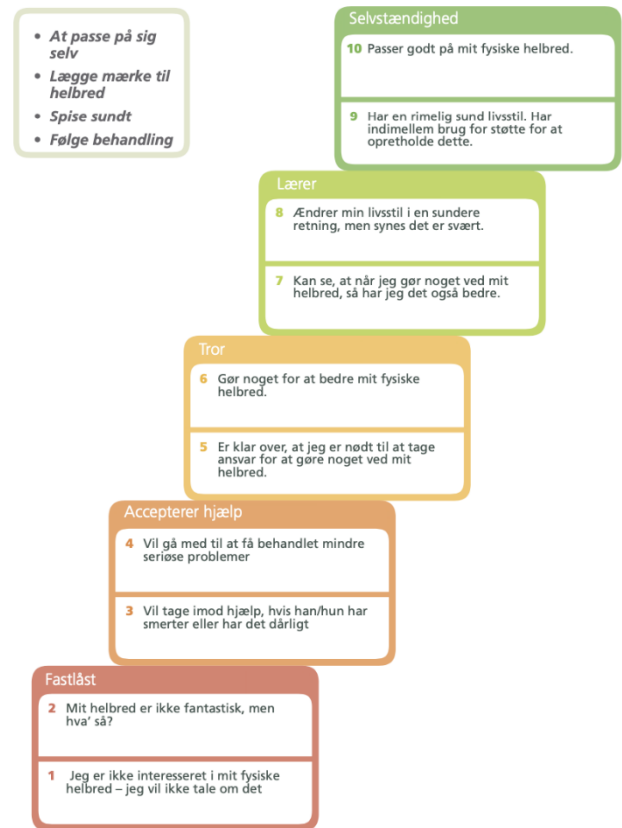 • At passe på sig
selv
• Lægge mærke til
helbred
• Spise sundt
• Følge behandling
Selvstændighed
10 Passer godt på mit fysiske helbred.
9 Har en rimelig sund livsstil. Har
indimellem brug for støtte for at
opretholde dette.
Lærer
8 Ændrer min livsstil i en sundere
retning, men synes det er svært.
7 Kan se, at når jeg gør noget ved mit
helbred, så har jeg det også bedre.
Tror
6 Gør noget for at bedre mit fysiske
helbred.
5 Er klar over, at jeg er nødt til at tage
ansvar for at gøre noget ved mit
helbred.
Accepterer hjælp
4 Vil gå med til at få behandlet mindre
seriøse problemer
3 Vil tage imod hjælp, hvis han/hun har
smerter eller har det dårligt
Fastlåst
2 Mit helbred er ikke fantastisk, men
hva’ så?
1 Jeg er ikke interesseret i mit fysiske
helbred – jeg vil ikke tale om det